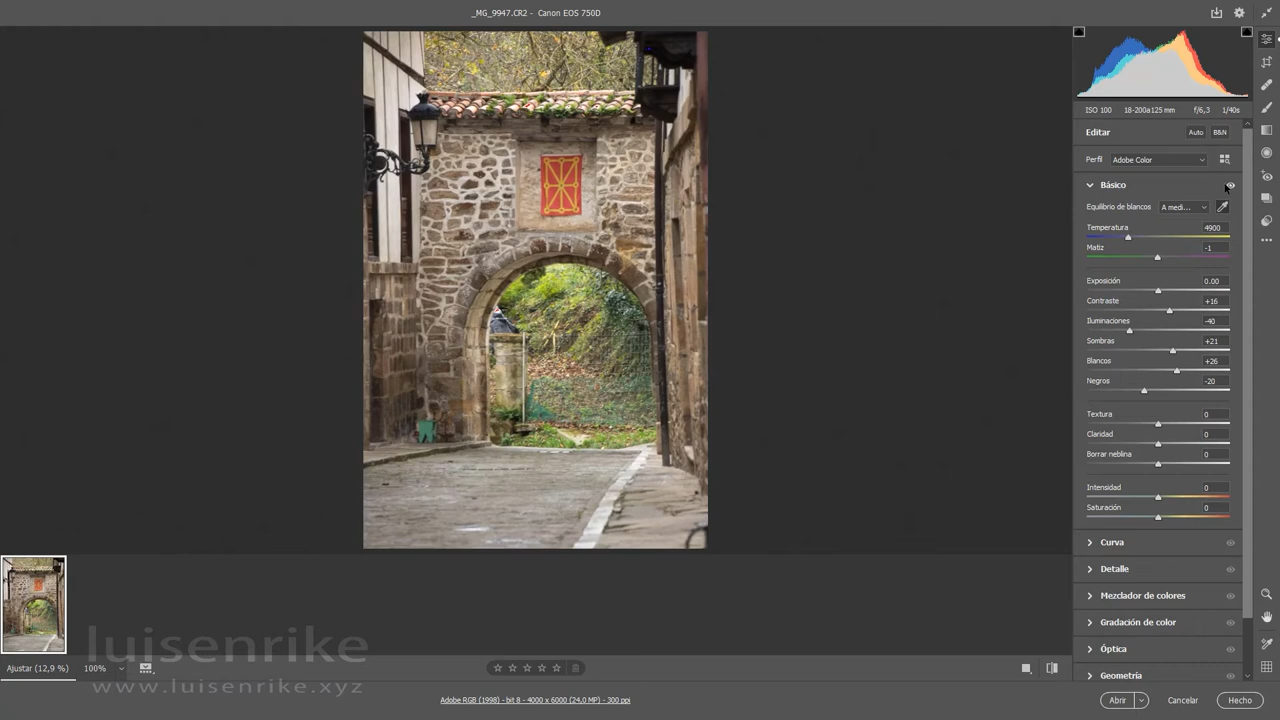 _MG_9947.CR2 - Canon EOS 750D
ISO 100 18-200a125 mm f/6,3 1/40s
Editar Auto B&N
Perfil Adobe Color
Básico
Equilibrio de blancos A medi...
Temperatura 4900
Matiz -1
Exposición 0.00
Contraste +16
Iluminaciones -40
Sombras +21
Blancos +26
Negros -20
Textura 0
Claridad 0
Borrar neblina 0
Intensidad 0
Saturación 0
Curva
Detalle
Mezclador de colores
Gradación de color
Óptica
Geometria
luisenrike
www.luisenrike.xyz
Ajustar (12,9 %) 100%
Adobe RGB (1998) - bit 8 - 4000 x 6000 (24,0 MP) - 300 ppi
Abrir Cancelar Hecho